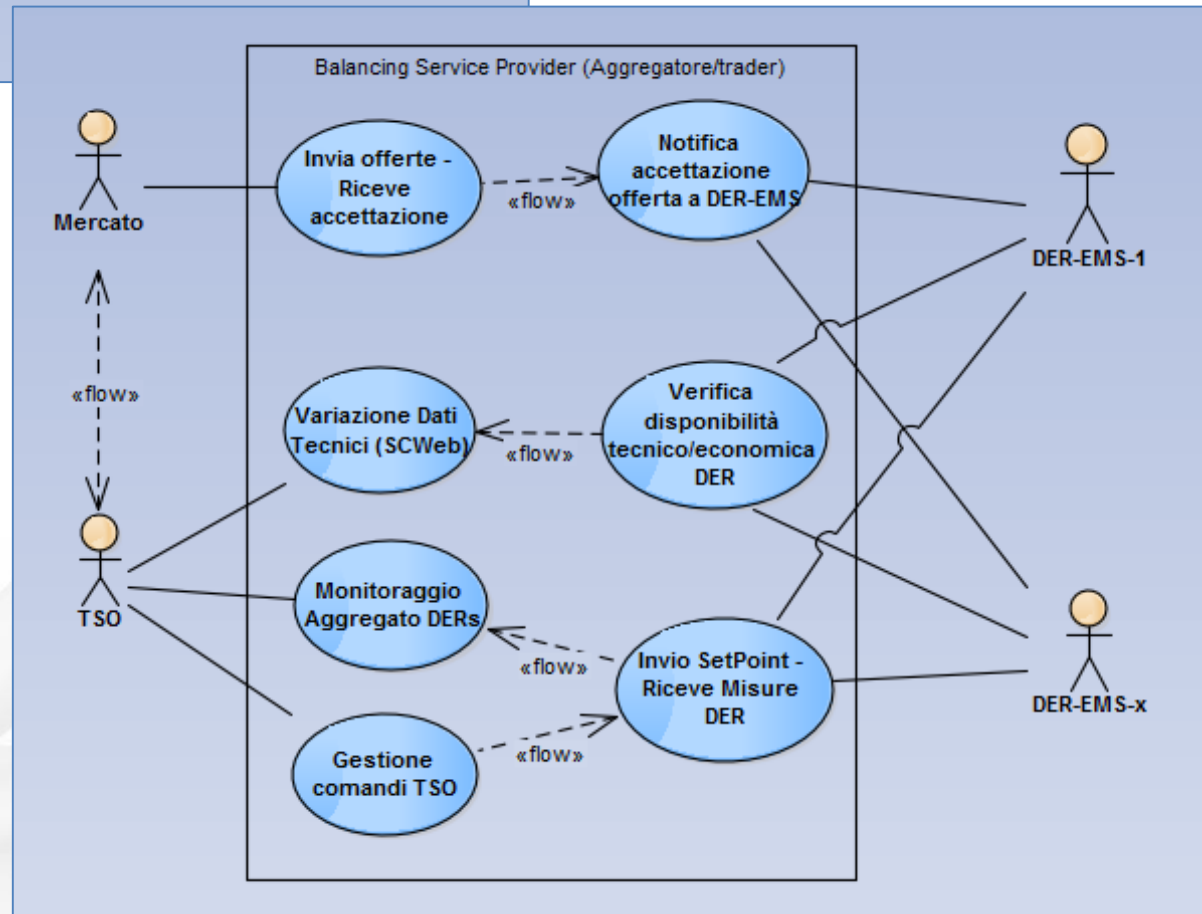 Balancing Service Provider (Aggregatore/trader)
Mercato
Invia offerte -
Riceve
accettazione
«flow»
Notifica
accettazione
offerta a DER-EMS
DER-EMS-1
«flow»
Variazione Dati
Tecnici (SCWeb)
«flow»
Verifica
disponibilità
tecnico/economica
DER
TSO
Monitoraggio
Aggregato DERs
«flow»
Invio SetPoint -
Riceve Misure
DER
DER-EMS-x
Gestione
comandi TSO
«flow»